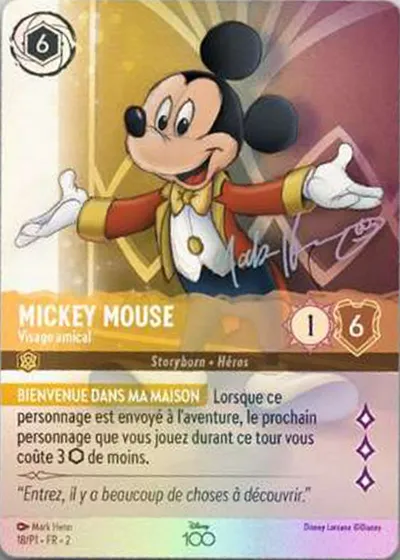 6
MICKEY MOUSE
Visage amical
1 6
Storyborn • Héros
BIENVENUE DANS MA MAISON Lorsque ce
personnage est envoyé à l'aventure, le prochain
personnage que vous jouez durant ce tour vous
coûte 3 de moins.
"Entrez, il y a beaucoup de choses à découvrir."
Mark Henn
18/P1 • FR • 2
Disney
100
Disney Lorcana ©Disney